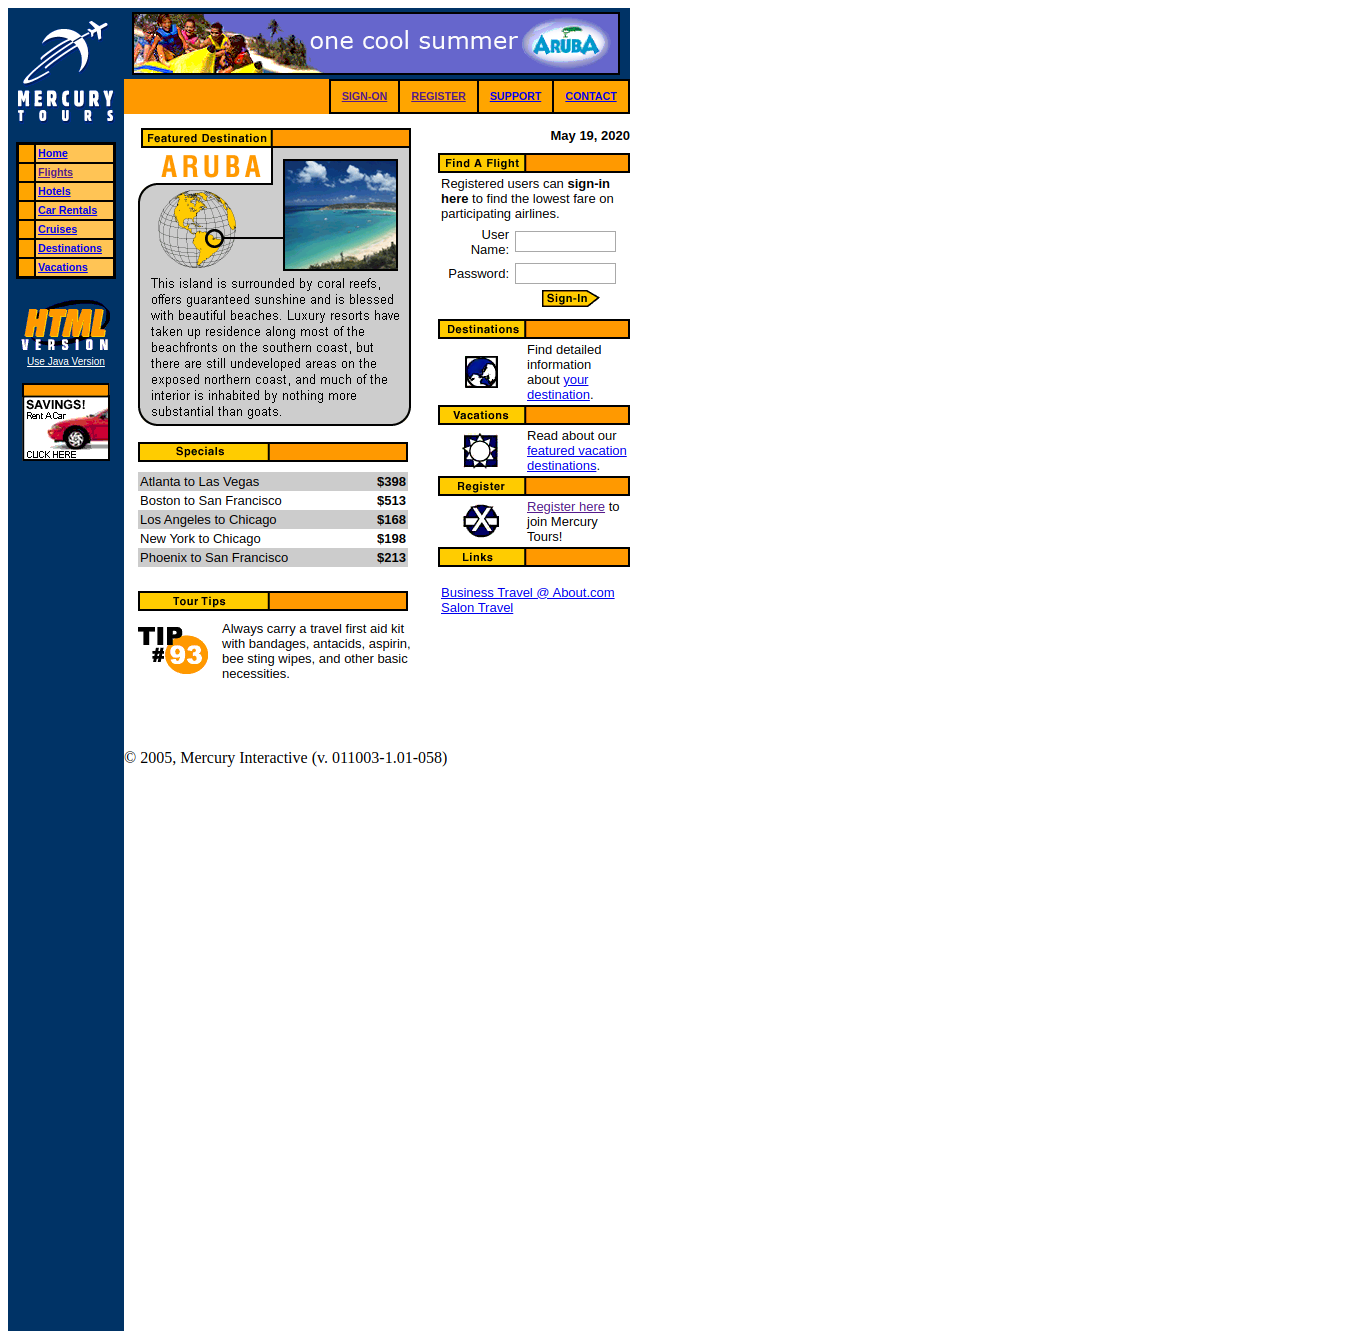 MERCURY
TOURS
one cool summer
ARUBA
SIGN-ON
REGISTER
SUPPORT
CONTACT
Home
Flights
Hotels
Car Rentals
Cruises
Destinations
Vacations
HTML
VERSION
Use Java Version
SAVINGS!
Rent A Car
CLICK HERE
Featured Destination
ARUBA
This island is surrounded by coral reefs,
offers guaranteed sunshine and is blessed
with beautiful beaches. Luxury resorts have
taken up residence along most of the
beachfronts on the southern coast, but
there are still undeveloped areas on the
exposed northern coast, and much of the
interior is inhabited by nothing more
substantial than goats.
Specials
Atlanta to Las Vegas $398
Boston to San Francisco $513
Los Angeles to Chicago $168
New York to Chicago $198
Phoenix to San Francisco $213
Tour Tips
TIP
#93
Always carry a travel first aid kit
with bandages, antacids, aspirin,
bee sting wipes, and other basic
necessities.
May 19, 2020
Find A Flight
Registered users can sign-in
here to find the lowest fare on
participating airlines.
User
Name:
Password:
Sign-In
Destinations
Find detailed
information
about your
destination.
Vacations
Read about our
featured vacation
destinations.
Register
Register here to
join Mercury
Tours!
Links
Business Travel @ About.com
Salon Travel
© 2005, Mercury Interactive (v. 011003-1.01-058)